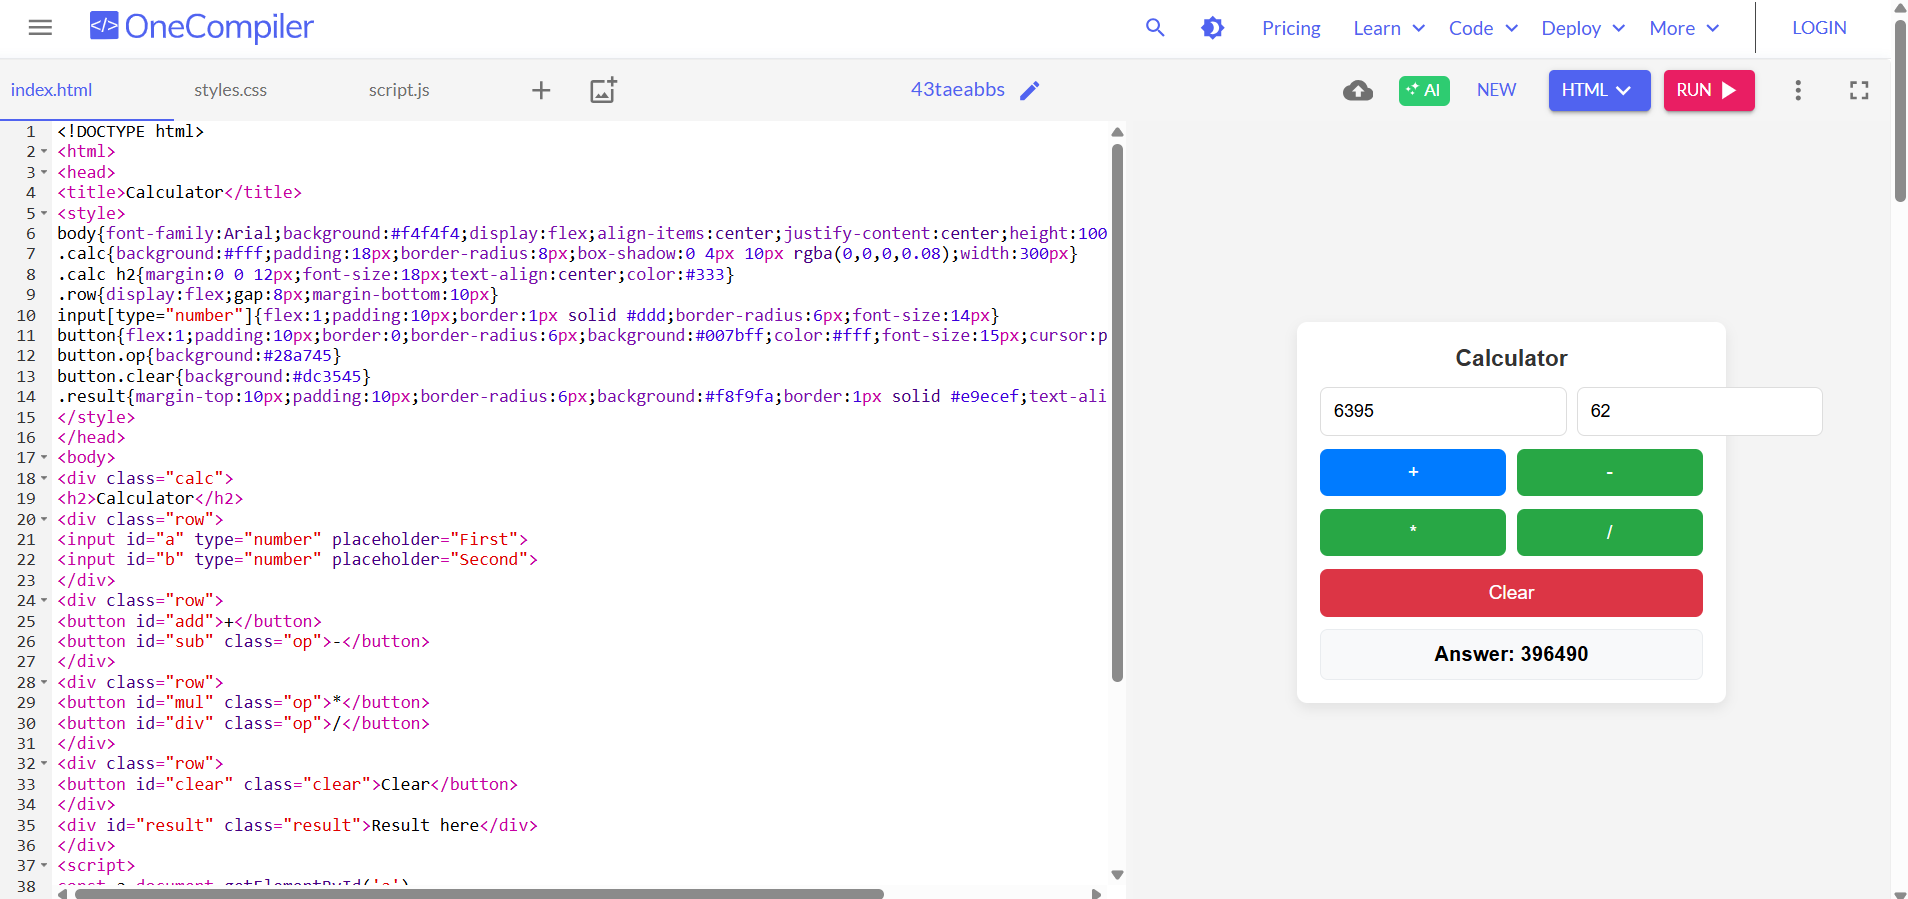 OneCompiler
Pricing Learn Code Deploy More LOGIN
index.html styles.css script.js 43taeabbs AI NEW HTML RUN
1 <!DOCTYPE html>
2 <html>
3 <head>
4 <title>Calculator</title>
5 <style>
6 body{font-family:Arial;background:#f4f4f4;display:flex;align-items:center;justify-content:center;height:100
7 .calc{background:#fff;padding:18px;border-radius:8px;box-shadow:0 4px 10px rgba(0,0,0,0.08);width:300px}
8 .calc h2{margin:0 0 12px;font-size:18px;text-align:center;color:#333}
9 .row{display:flex;gap:8px;margin-bottom:10px}
10 input[type="number"]{flex:1;padding:10px;border:1px solid #ddd;border-radius:6px;font-size:14px}
11 button{flex:1;padding:10px;border:0;border-radius:6px;background:#007bff;color:#fff;font-size:15px;cursor:p
12 button.op{background:#28a745}
13 button.clear{background:#dc3545}
14 .result{margin-top:10px;padding:10px;border-radius:6px;background:#f8f9fa;border:1px solid #e9ecef;text-ali
15 </style>
16 </head>
17 <body>
18 <div class="calc">
19 <h2>Calculator</h2>
20 <div class="row">
21 <input id="a" type="number" placeholder="First">
22 <input id="b" type="number" placeholder="Second">
23 </div>
24 <div class="row">
25 <button id="add">+</button>
26 <button id="sub" class="op">-</button>
27 </div>
28 <div class="row">
29 <button id="mul" class="op">*</button>
30 <button id="div" class="op">/</button>
31 </div>
32 <div class="row">
33 <button id="clear" class="clear">Clear</button>
34 </div>
35 <div id="result" class="result">Result here</div>
36 </div>
37 <script>
38
Calculator
6395 62
+ -
* /
Clear
Answer: 396490